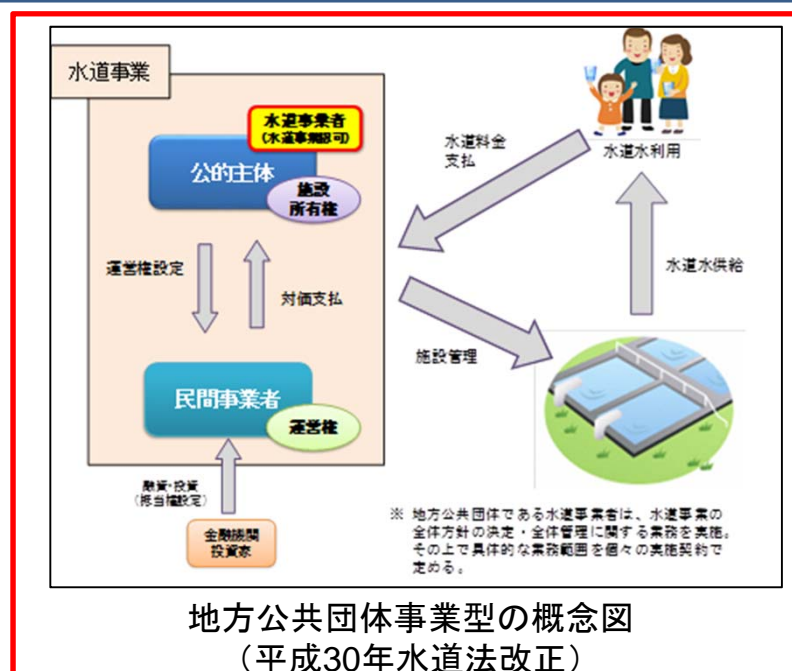 水道事業
水道事業者
(水道事業認可)
公的主体
施設
所有権
運営権設定
対価支払
民間事業者
運営権
融資・投資
(抵当権設定)
金融機関
投資家
水道料金
支払
水道水利用
水道水供給
施設管理
※ 地方公共団体である水道事業者は、水道事業の
全体方針の決定・全体管理に関する業務を実施。
その上で具体的な業務範囲を個々の実施契約で
定める。
地方公共団体事業型の概念図
(平成30年水道法改正)